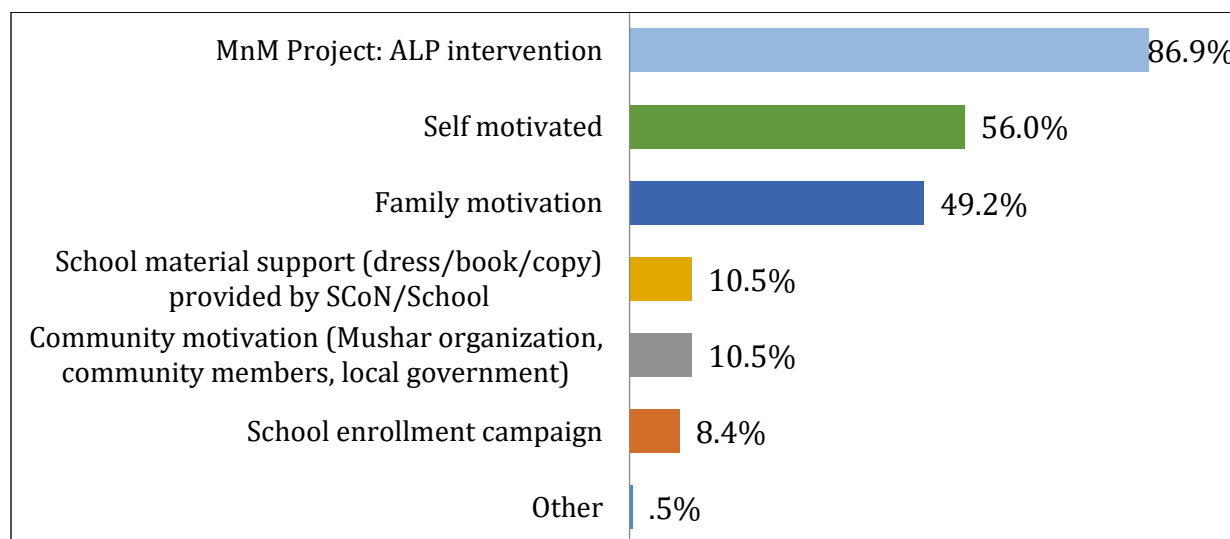 MnM Project: ALP intervention 86.9%
Self motivated 56.0%
Family motivation 49.2%
School material support (dress/book/copy)
provided by SCoN/School 10.5%
Community motivation (Mushar organization,
community members, local government) 10.5%
School enrollment campaign 8.4%
Other .5%